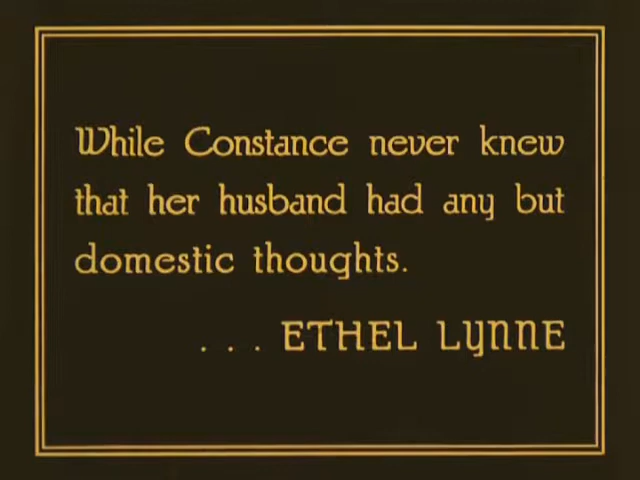 While Constance never knew
that her husband had any but
domestic thoughts.
. . . ETHEL LYNNE